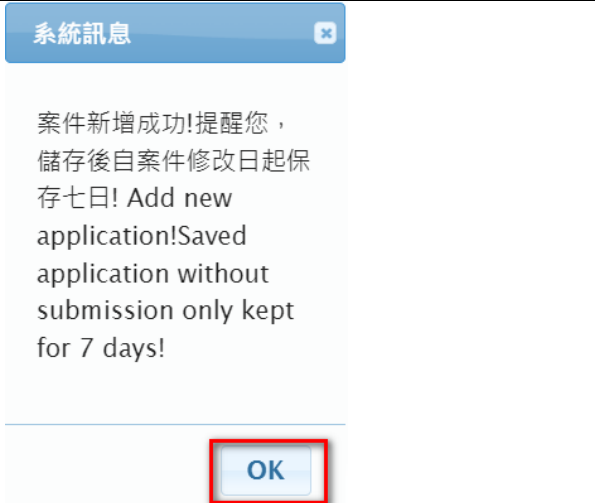 系統訊息
案件新增成功!提醒您，
儲存後自案件修改日起保
存七日! Add new
application!Saved
application without
submission only kept
for 7 days!
OK